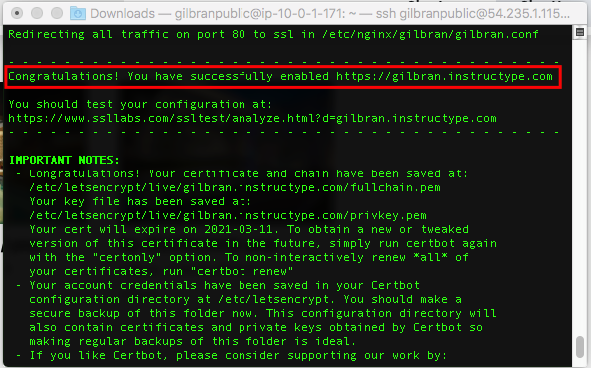 Downloads — gilbranpublic@ip-10-0-1-171: ~ — ssh gilbranpublic@54.235.1.115...
Redirecting all traffic on port 80 to ssl in /etc/nginx/gilbran/gilbran.conf
- - - - - - - - - - - - - - - - - - - - - - - - - - - - - - - - - - - - - - - -
Congratulations! You have successfully enabled https://gilbran.instructype.com
You should test your configuration at:
https://www.ssllabs.com/ssltest/analyze.html?d=gilbran.instructype.com
- - - - - - - - - - - - - - - - - - - - - - - - - - - - - - - - - - - - - - - -
IMPORTANT NOTES:
- Congratulations! Your certificate and chain have been saved at:
/etc/letsencrypt/live/gilbran.instructype.com/fullchain.pem
Your key file has been saved at:
/etc/letsencrypt/live/gilbran.instructype.com/privkey.pem
Your cert will expire on 2021-03-11. To obtain a new or tweaked
version of this certificate in the future, simply run certbot again
with the "certonly" option. To non-interactively renew *all* of
your certificates, run "certbot renew"
- Your account credentials have been saved in your Certbot
configuration directory at /etc/letsencrypt. You should make a
secure backup of this folder now. This configuration directory will
also contain certificates and private keys obtained by Certbot so
making regular backups of this folder is ideal.
- If you like Certbot, please consider supporting our work by: